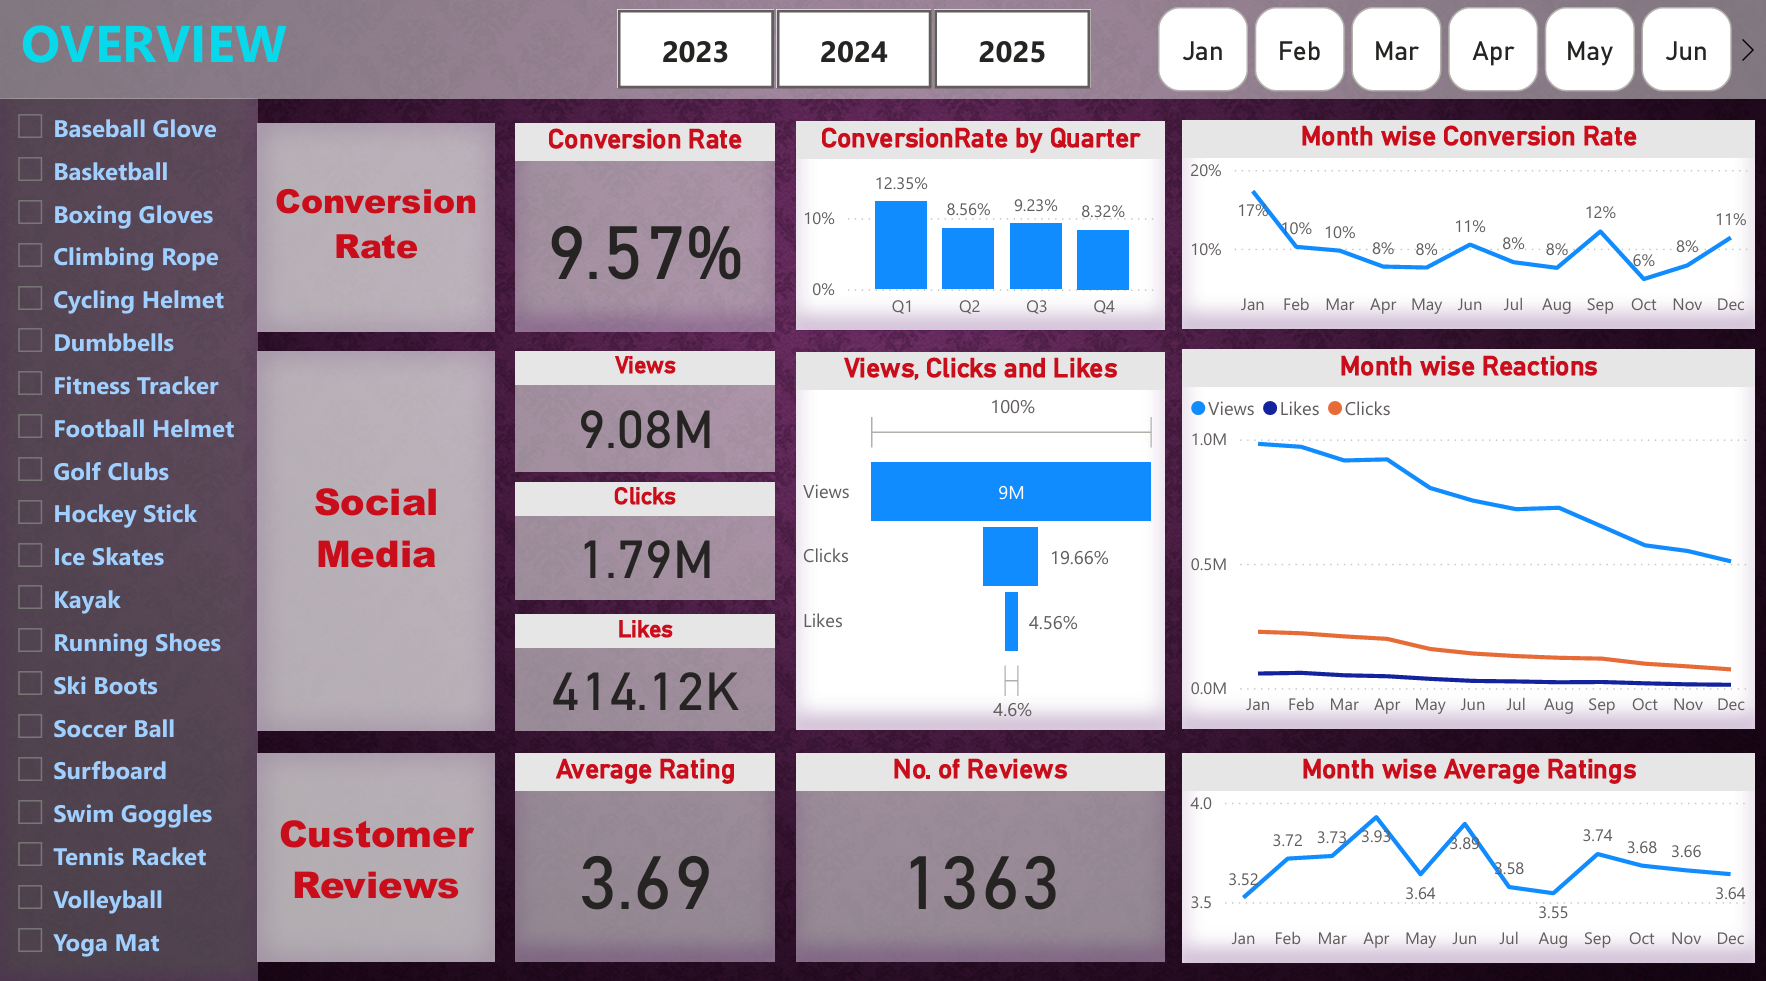 OVERVIEW
2023
2024
2025
Jan
Feb
Mar
Apr
May
Jun
Baseball Glove
Basketball
Boxing Gloves
Climbing Rope
Cycling Helmet
Dumbbells
Fitness Tracker
Football Helmet
Golf Clubs
Hockey Stick
Ice Skates
Kayak
Running Shoes
Ski Boots
Soccer Ball
Surfboard
Swim Goggles
Tennis Racket
Volleyball
Yoga Mat
Conversion
Rate
Conversion Rate
9.57%
ConversionRate by Quarter
12.35%
8.56%
9.23%
8.32%
10%
0%
Q1 Q2 Q3 Q4
Month wise Conversion Rate
20%
10%
17%
10%
10%
8%
8%
11%
8%
8%
12%
6%
8%
11%
Jan Feb Mar Apr May Jun Jul Aug Sep Oct Nov Dec
Social
Media
Views
9.08M
Clicks
1.79M
Likes
414.12K
Views, Clicks and Likes
100%
Views
9M
Clicks
19.66%
Likes
4.56%
4.6%
Month wise Reactions
Views Likes Clicks
1.0M
0.5M
0.0M
Jan Feb Mar Apr May Jun Jul Aug Sep Oct Nov Dec
Customer
Reviews
Average Rating
3.69
No. of Reviews
1363
Month wise Average Ratings
4.0
3.5
3.52
3.72
3.73
3.93
3.64
3.89
3.58
3.55
3.74
3.68
3.66
3.64
Jan Feb Mar Apr May Jun Jul Aug Sep Oct Nov Dec